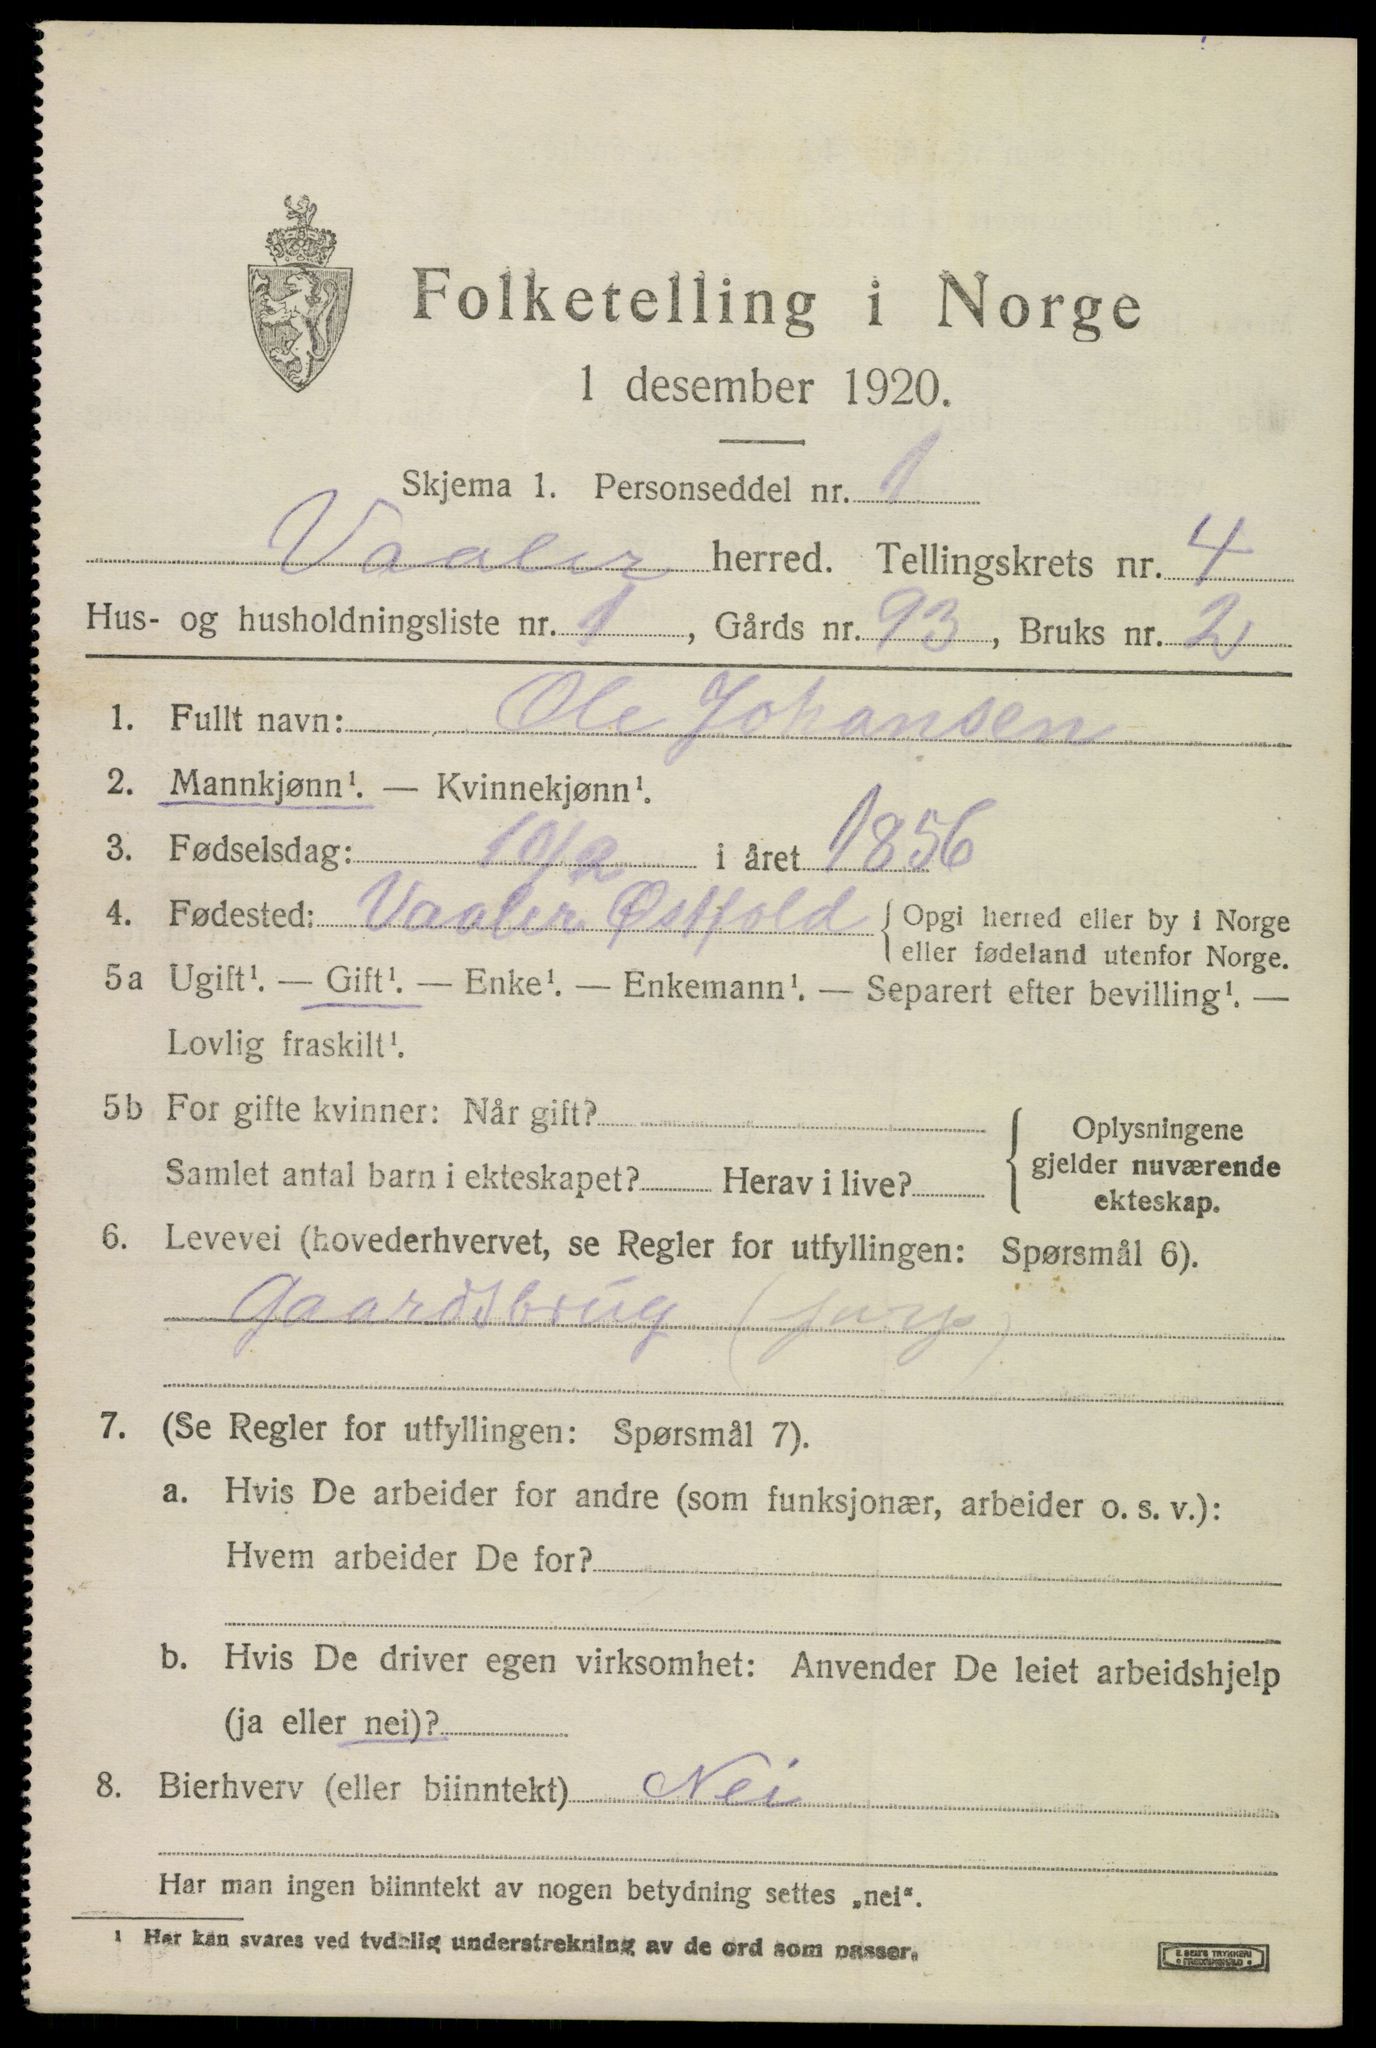 Folketelling i Norge
1 desember 1920.
Skjema 1. Personseddel nr. 1
Vaaler herred. Tellingskrets nr. 4
Hus- og husholdningsliste nr. 1, Gårds nr. 93, Bruks nr. 2
1. Fullt navn: Ole Johansen
2. Mannkjønn¹. — Kvinnekjønn¹.
3. Fødselsdag: 10/2 i året 1856
4. Fødested: Vaaler Østfold { Opgi herred eller by i Norge
eller fødeland utenfor Norge.
5a Ugift¹. — Gift¹. — Enke¹. — Enkemann¹. — Separert efter bevilling¹. —
Lovlig fraskilt¹.
5b For gifte kvinner: Når gift?
Samlet antal barn i ekteskapet? Herav i live?
{ Oplysningene
gjelder nuværende
ekteskap.
6. Levevei (hovederhvervet, se Regler for utfyllingen: Spørsmål 6).
Gaardsbrug
7. (Se Regler for utfyllingen: Spørsmål 7).
a. Hvis De arbeider for andre (som funksjonær, arbeider o. s. v.):
Hvem arbeider De for?
b. Hvis De driver egen virksomhet: Anvender De leiet arbeidshjelp
(ja eller nei)?
8. Bierhverv (eller biinntekt) Nei
Har man ingen biinntekt av nogen betydning settes „nei“.
¹ Her kan svares ved tydelig understrekning av de ord som passer.